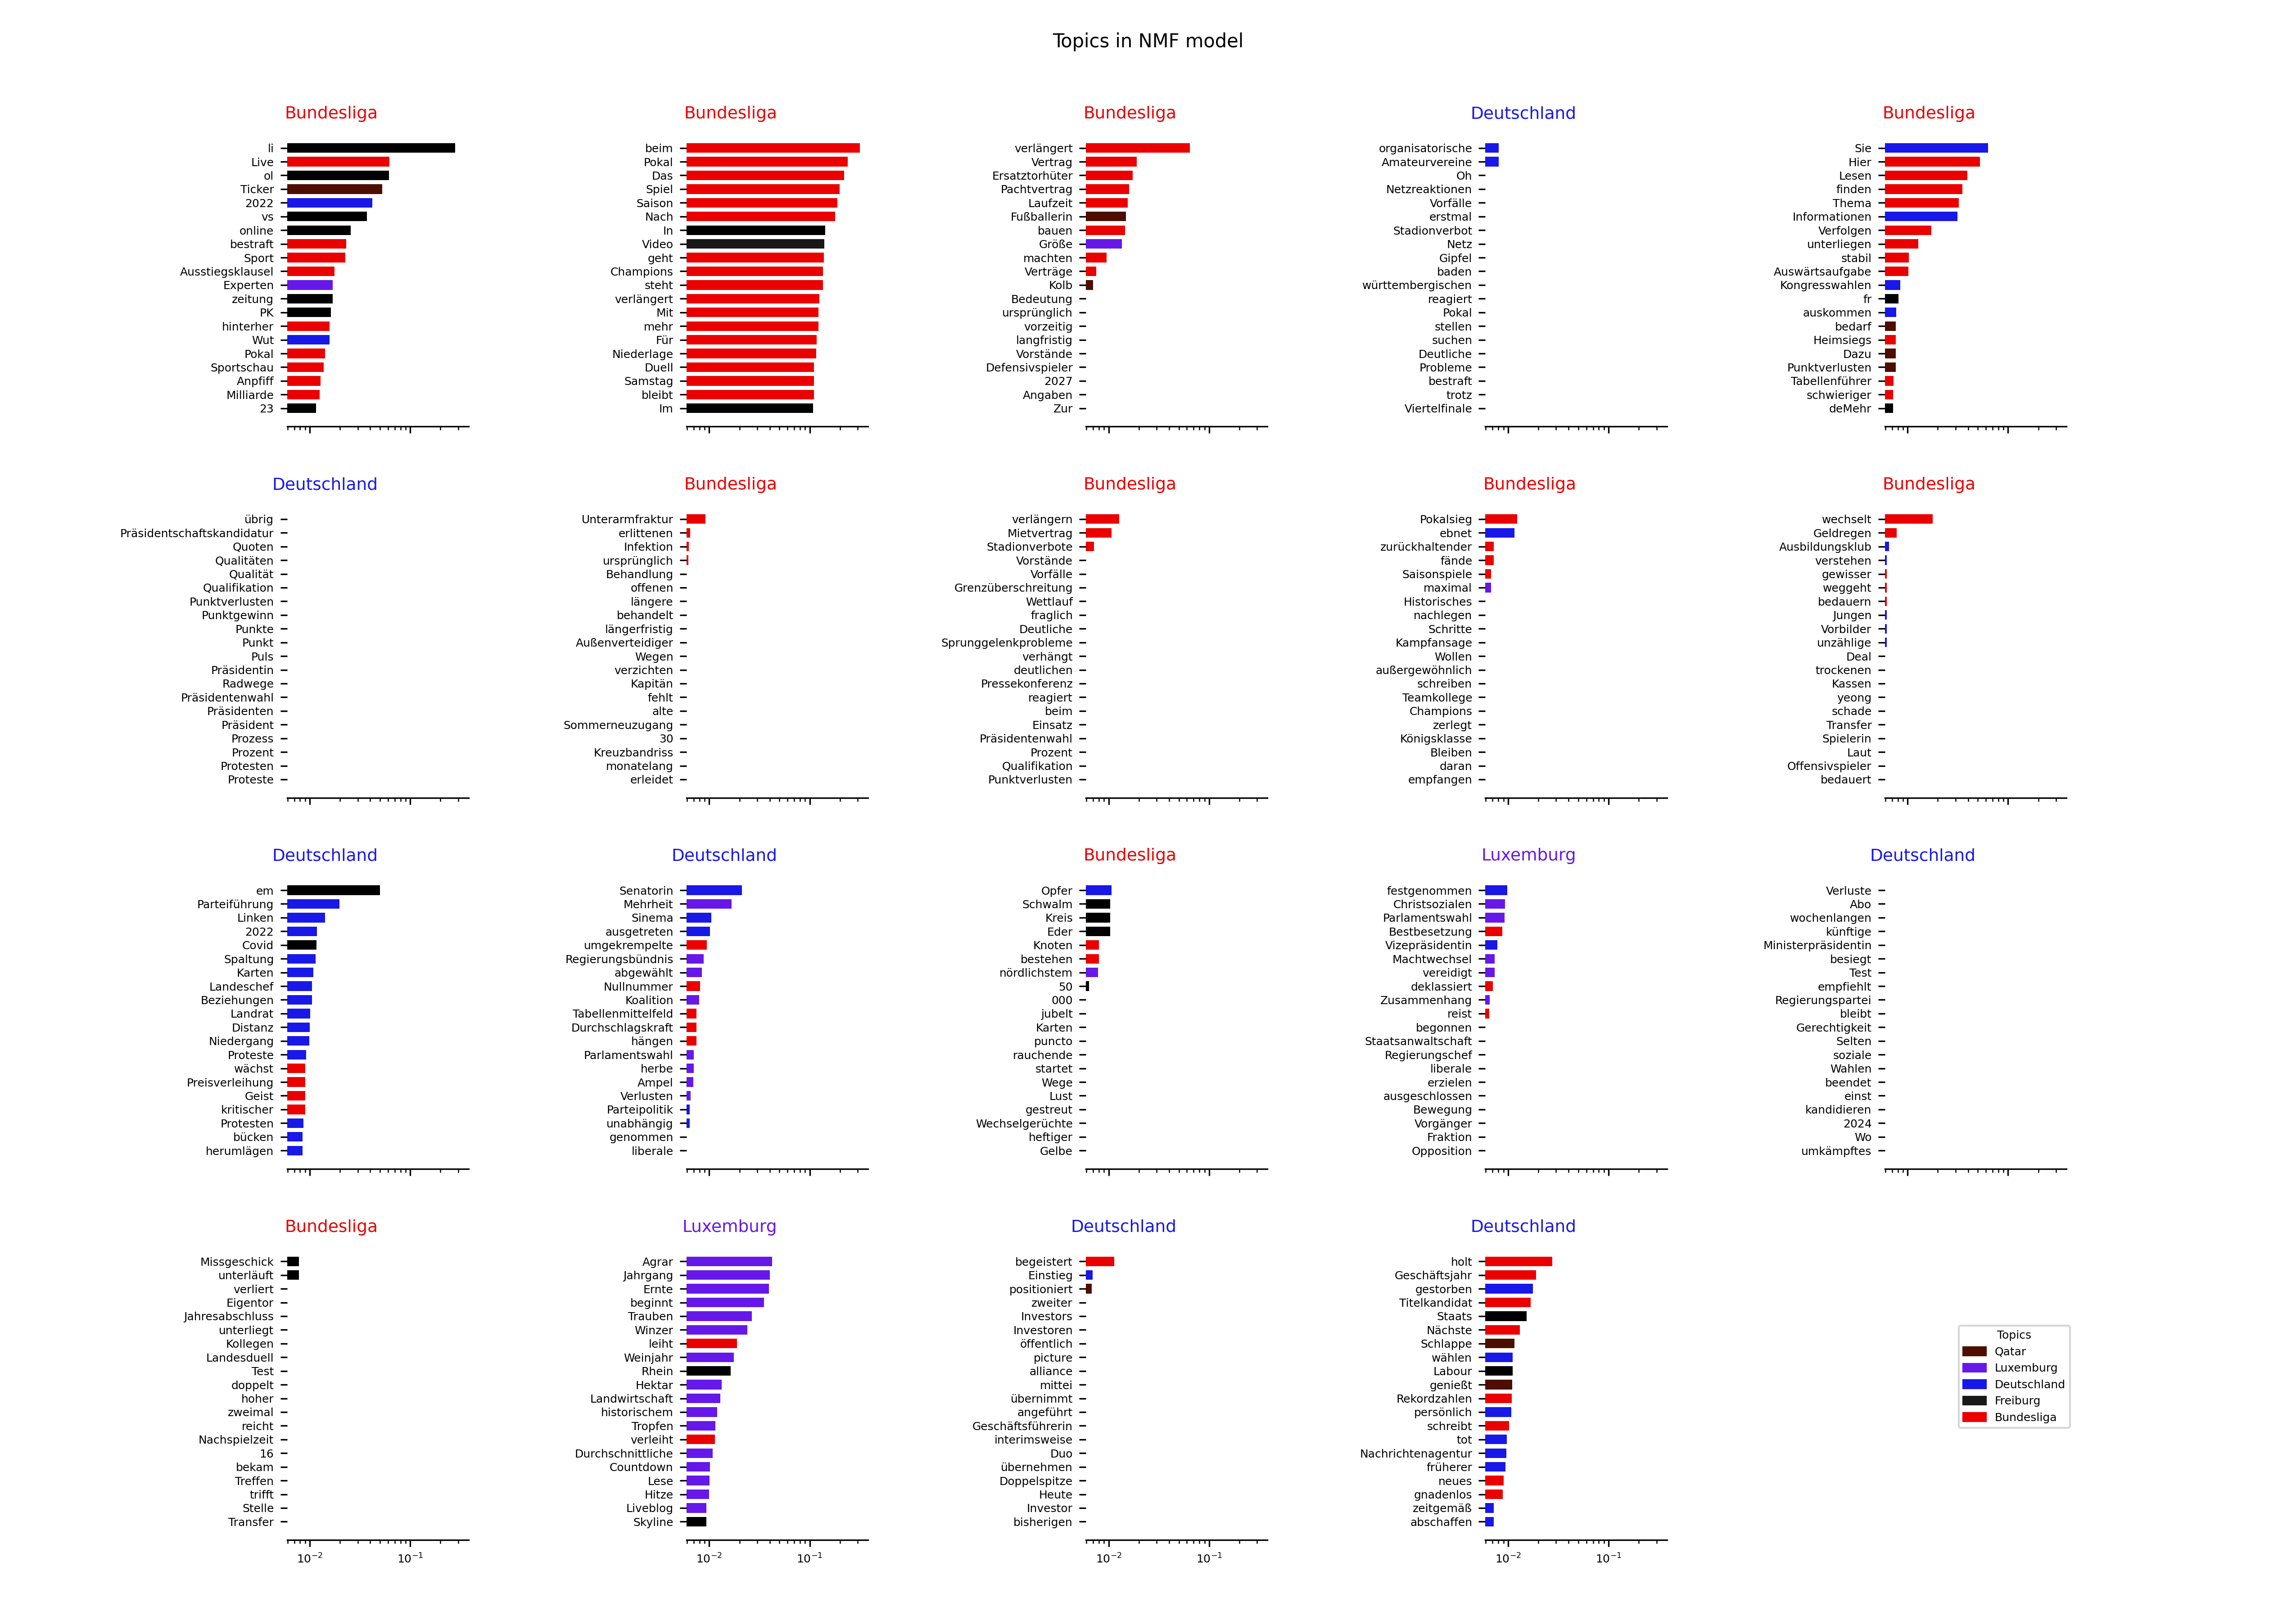 Topics in NMF model
Bundesliga
li
Live
ol
Ticker
2022
vs
online
bestraft
Sport
Ausstiegsklausel
Experten
zeitung
PK
hinterher
Wut
Pokal
Sportschau
Anpfiff
Milliarde
23
Bundesliga
beim
Pokal
Das
Spiel
Saison
Nach
In
Video
geht
Champions
steht
verlängert
Mit
mehr
Für
Niederlage
Duell
Samstag
bleibt
Im
Bundesliga
verlängert
Vertrag
Ersatztorhüter
Pachtvertrag
Laufzeit
Fußballerin
bauen
Größe
machten
Verträge
Kolb
Bedeutung
ursprünglich
vorzeitig
langfristig
Vorstände
Defensivspieler
2027
Angaben
Zur
Deutschland
organisatorische
Amateurvereine
Oh
Netzreaktionen
Vorfälle
erstmal
Stadionverbot
Netz
Gipfel
baden
württembergischen
reagiert
Pokal
stellen
suchen
Deutliche
Probleme
bestraft
trotz
Viertelfinale
Bundesliga
Sie
Hier
Lesen
finden
Thema
Informationen
Verfolgen
unterliegen
stabil
Auswärtsaufgabe
Kongresswahlen
fr
auskommen
bedarf
Heimsiegs
Dazu
Punktverlusten
Tabellenführer
schwieriger
deMehr
Deutschland
übrig
Präsidentschaftskandidatur
Quoten
Qualitäten
Qualität
Qualifikation
Punktverlusten
Punktgewinn
Punkte
Punkt
Puls
Präsidentin
Radwege
Präsidentenwahl
Präsidenten
Präsident
Prozess
Prozent
Protesten
Proteste
Bundesliga
Unterarmfraktur
erlittenen
Infektion
ursprünglich
Behandlung
offenen
längere
behandelt
längerfristig
Außenverteidiger
Wegen
verzichten
Kapitän
fehlt
alte
Sommerneuzugang
30
Kreuzbandriss
monatelang
erleidet
Bundesliga
verlängern
Mietvertrag
Stadionverbote
Vorstände
Vorfälle
Grenzüberschreitung
Wettlauf
fraglich
Deutliche
Sprunggelenkprobleme
verhängt
deutlichen
Pressekonferenz
reagiert
beim
Einsatz
Präsidentenwahl
Prozent
Qualifikation
Punktverlusten
Bundesliga
Pokalsieg
ebnet
zurückhaltender
fände
Saisonspiele
maximal
Historisches
nachlegen
Schritte
Kampfansage
Wollen
außergewöhnlich
schreiben
Teamkollege
Champions
zerlegt
Königsklasse
Bleiben
daran
empfangen
Bundesliga
wechselt
Geldregen
Ausbildungsklub
verstehen
gewisser
weggeht
bedauern
Jungen
Vorbilder
unzählige
Deal
trockenen
Kassen
yeong
schade
Transfer
Spielerin
Laut
Offensivspieler
bedauert
Deutschland
em
Parteiführung
Linken
2022
Covid
Spaltung
Karten
Landeschef
Beziehungen
Landrat
Distanz
Niedergang
Proteste
wächst
Preisverleihung
Geist
kritischer
Protesten
bücken
herumlägen
Deutschland
Senatorin
Mehrheit
Sinema
ausgetreten
umgekrempelte
Regierungsbündnis
abgewählt
Nullnummer
Koalition
Tabellenmittelfeld
Durchschlagskraft
hängen
Parlamentswahl
herbe
Ampel
Verlusten
Parteipolitik
unabhängig
genommen
liberale
Bundesliga
Opfer
Schwalm
Kreis
Eder
Knoten
bestehen
nördlichstem
50
000
jubelt
Karten
puncto
rauchende
startet
Wege
Lust
gestreut
Wechselgerüchte
heftiger
Gelbe
Luxemburg
festgenommen
Christsozialen
Parlamentswahl
Bestbesetzung
Vizepräsidentin
Machtwechsel
vereidigt
deklassiert
Zusammenhang
reist
begonnen
Staatsanwaltschaft
Regierungschef
liberale
erzielen
ausgeschlossen
Bewegung
Vorgänger
Fraktion
Opposition
Deutschland
Verluste
Abo
wochenlangen
künftige
Ministerpräsidentin
besiegt
Test
empfiehlt
Regierungspartei
bleibt
Gerechtigkeit
Selten
soziale
Wahlen
beendet
einst
kandidieren
2024
Wo
umkämpftes
Bundesliga
Missgeschick
unterläuft
verliert
Eigentor
Jahresabschluss
unterliegt
Kollegen
Landesduell
Test
doppelt
hoher
zweimal
reicht
Nachspielzeit
16
bekam
Treffen
trifft
Stelle
Transfer
10⁻² 10⁻¹
Luxemburg
Agrar
Jahrgang
Ernte
beginnt
Trauben
Winzer
leiht
Weinjahr
Rhein
Hektar
Landwirtschaft
historischem
Tropfen
verleiht
Durchschnittliche
Countdown
Lese
Hitze
Liveblog
Skyline
10⁻² 10⁻¹
Deutschland
begeistert
Einstieg
positioniert
zweiter
Investors
Investoren
öffentlich
picture
alliance
mittei
übernimmt
angeführt
Geschäftsführerin
interimsweise
Duo
übernehmen
Doppelspitze
Heute
Investor
bisherigen
10⁻² 10⁻¹
Deutschland
holt
Geschäftsjahr
gestorben
Titelkandidat
Staats
Nächste
Schlappe
wählen
Labour
genießt
Rekordzahlen
persönlich
schreibt
tot
Nachrichtenagentur
früherer
neues
gnadenlos
zeitgemäß
abschaffen
10⁻² 10⁻¹
Topics
Qatar
Luxemburg
Deutschland
Freiburg
Bundesliga